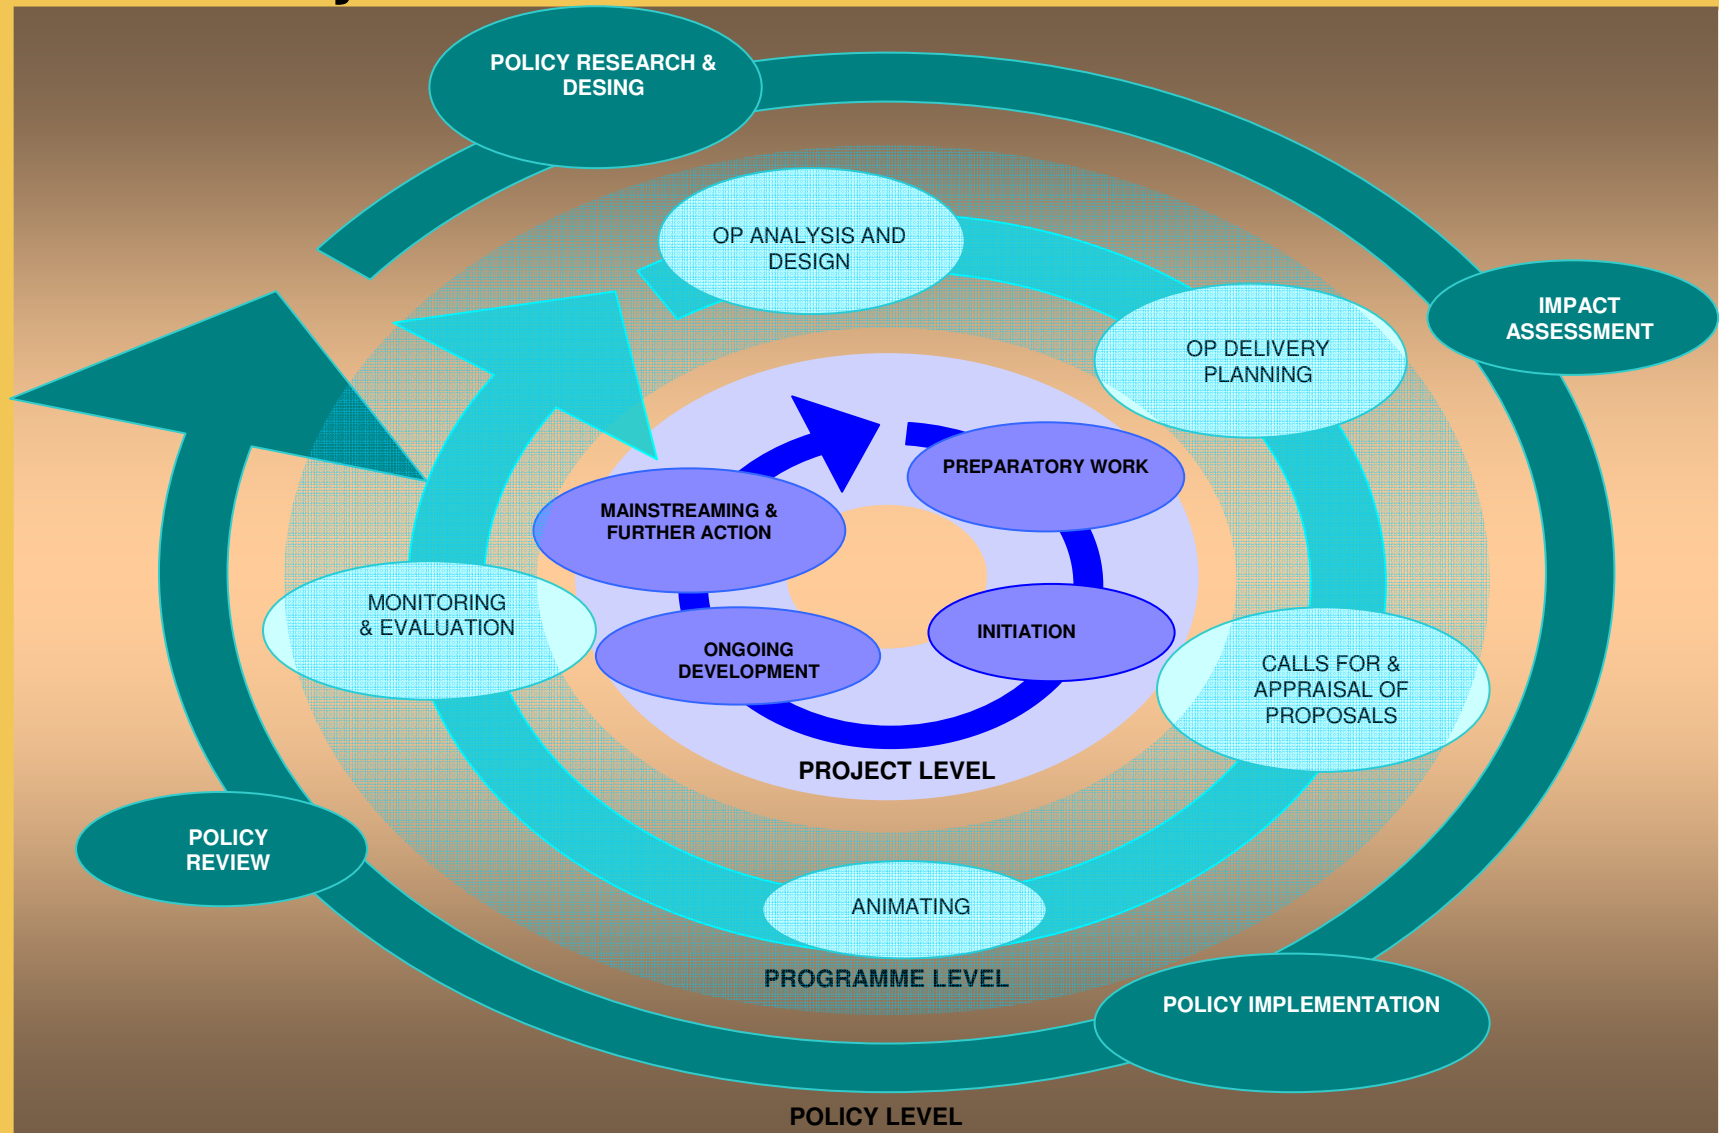 POLICY RESEARCH &
DESING
OP ANALYSIS AND
DESIGN
IMPACT
ASSESSMENT
OP DELIVERY
PLANNING
PREPARATORY WORK
MAINSTREAMING &
FURTHER ACTION
MONITORING
& EVALUATION
INITIATION
ONGOING
DEVELOPMENT
CALLS FOR &
APPRAISAL OF
PROPOSALS
PROJECT LEVEL
POLICY
REVIEW
ANIMATING
PROGRAMME LEVEL
POLICY IMPLEMENTATION
POLICY LEVEL